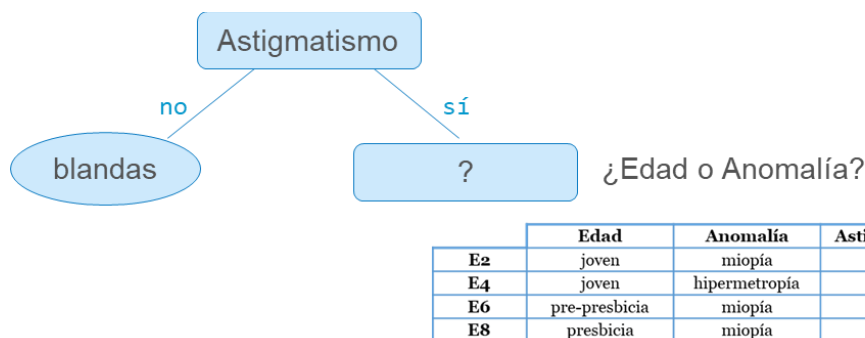 Astigmatismo
no sí
blandas ? ¿Edad o Anomalía?
Edad Anomalía
E2 joven miopía
E4 joven hipermetropía
E6 pre-presbicia miopía
E8 presbicia miopía